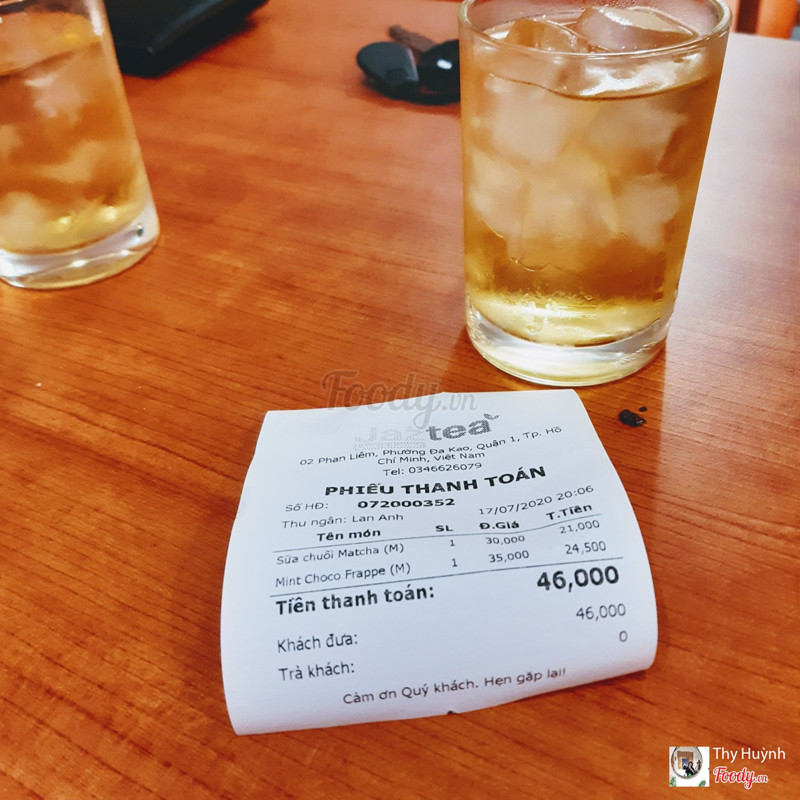 Foody.vn
Jaztea
02 Phan Liêm, Phường Đa Kao, Quận 1, Tp. Hồ
Chí Minh, Việt Nam
Tel: 0346626079
PHIẾU THANH TOÁN
Số HĐ: 072000352
Thu ngân: Lan Anh 17/07/2020 20:06
Tên món SL Đ.Giá T.Tiền
Sữa chuối Matcha (M) 1 30,000 21,000
Mint Choco Frappe (M) 1 35,000 24,500
Tiền thanh toán: 46,000
Khách đưa: 46,000
Trả khách: 0
Cảm ơn Quý khách. Hẹn gặp lại!
Thy Huỳnh
Foody.vn